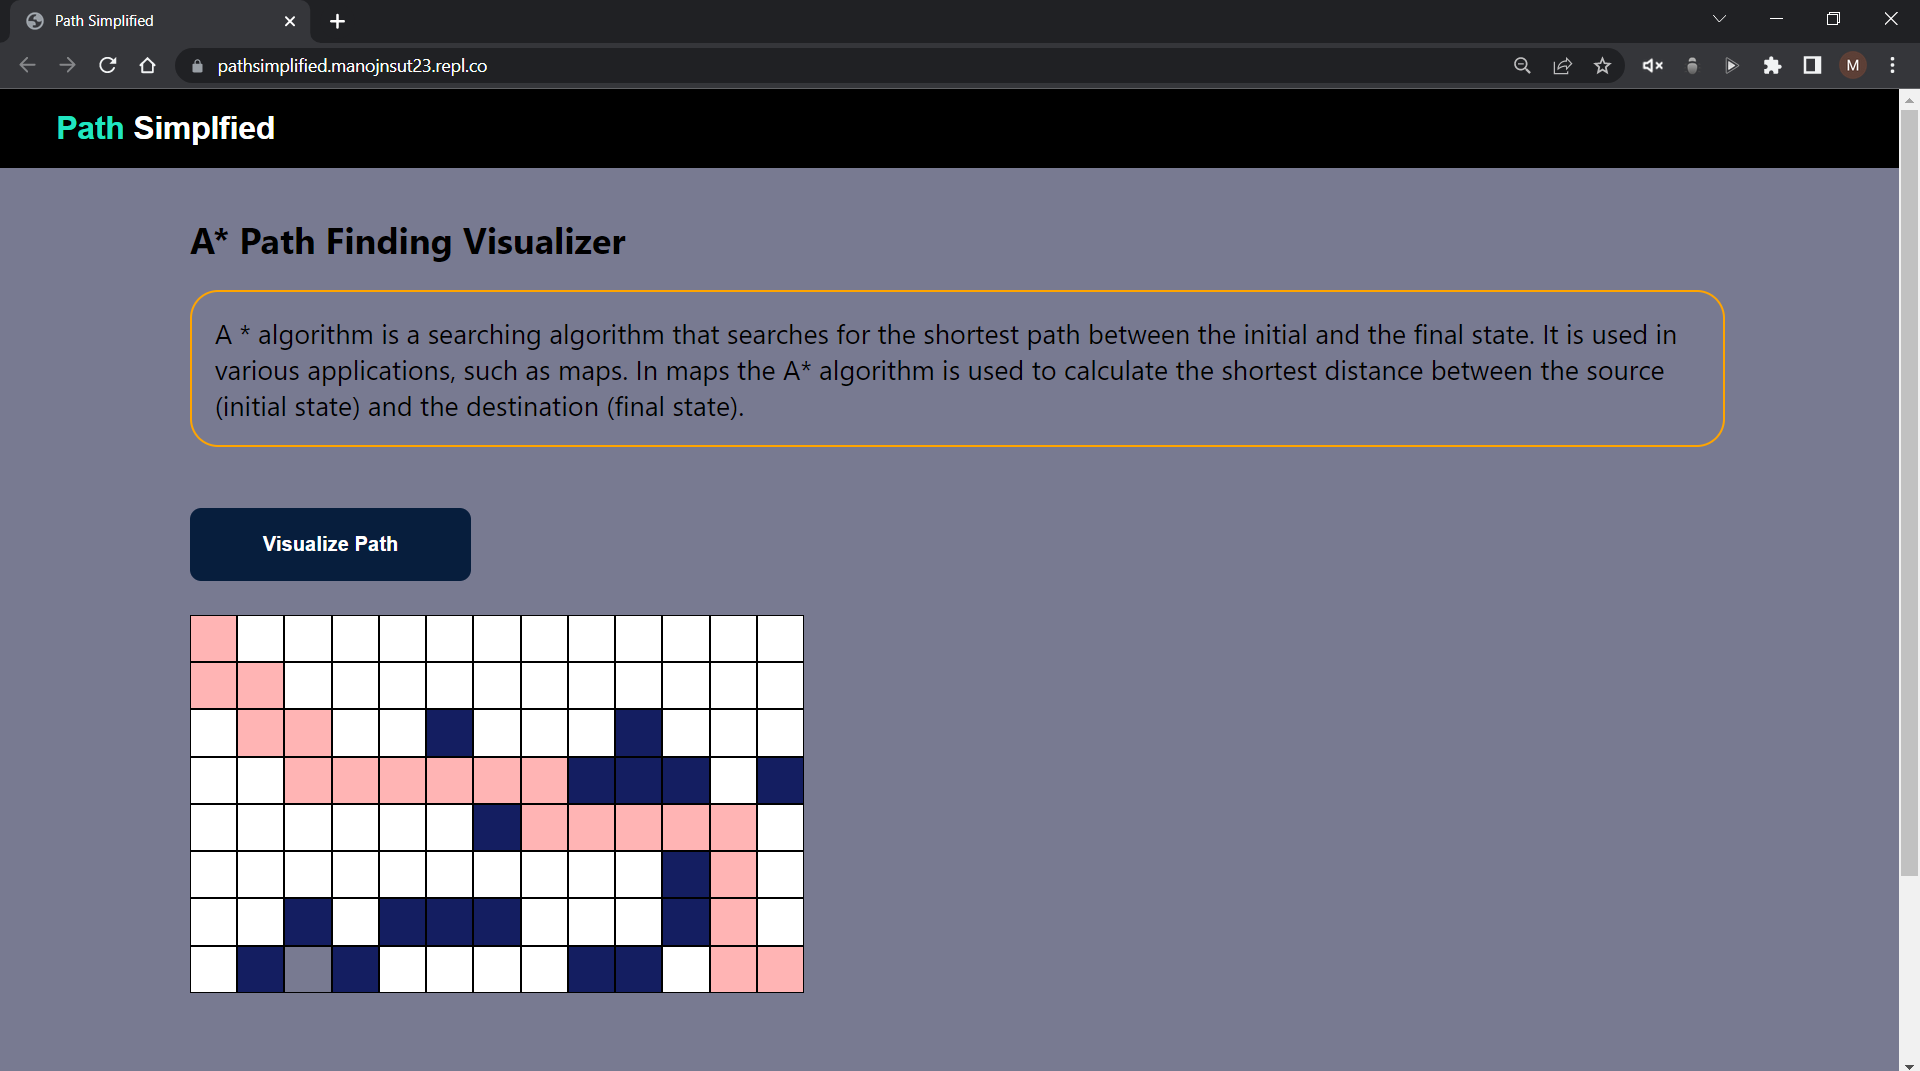 Path Simplified
pathsimplified.manojnsut23.repl.co
M
Path Simplfied
A* Path Finding Visualizer
A * algorithm is a searching algorithm that searches for the shortest path between the initial and the final state. It is used in
various applications, such as maps. In maps the A* algorithm is used to calculate the shortest distance between the source
(initial state) and the destination (final state).
Visualize Path